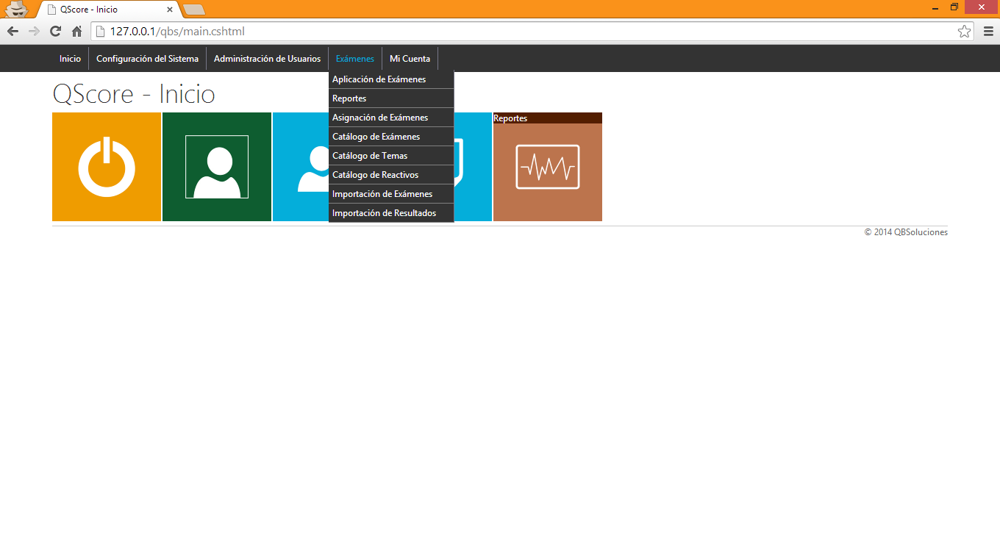 QScore - Inicio
127.0.0.1/qbs/main.cshtml
Inicio Configuración del Sistema Administración de Usuarios Exámenes Mi Cuenta
Aplicación de Exámenes
Reportes
Asignación de Exámenes
Catálogo de Exámenes
Catálogo de Temas
Catálogo de Reactivos
Importación de Exámenes
Importación de Resultados
QScore - Inicio
Reportes
© 2014 QBSoluciones